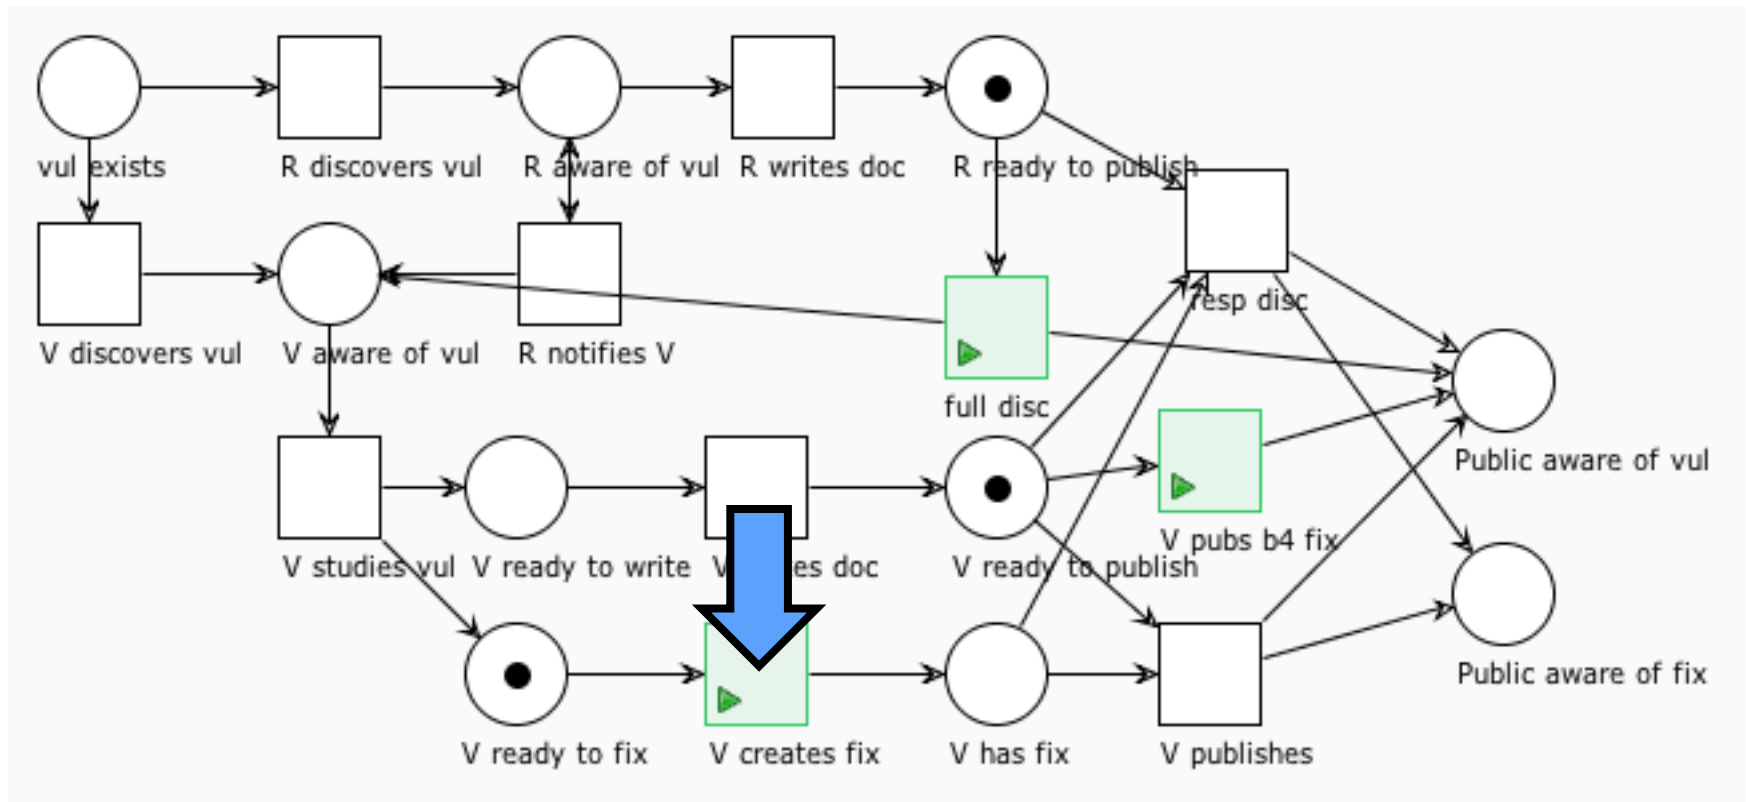 vul exists
R discovers vul
R aware of vul
R writes doc
R ready to publish
resp disc
V discovers vul
V aware of vul
R notifies V
full disc
Public aware of vul
V pubs b4 fix
V studies vul
V ready to write
V es doc
V ready to publish
Public aware of fix
V ready to fix
V creates fix
V has fix
V publishes